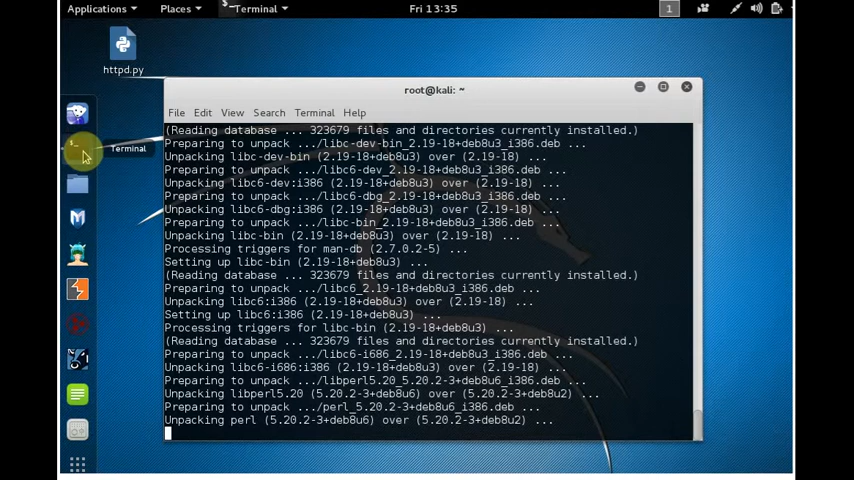 Applications Places Terminal Fri 13:35 1
httpd.py
root@kali: ~
File Edit View Search Terminal Help
Terminal
(Reading database ... 323679 files and directories currently installed.)
Preparing to unpack .../libc-dev-bin_2.19-18+deb8u3_i386.deb ...
Unpacking libc-dev-bin (2.19-18+deb8u3) over (2.19-18) ...
Preparing to unpack .../libc6-dev_2.19-18+deb8u3_i386.deb ...
Unpacking libc6-dev:i386 (2.19-18+deb8u3) over (2.19-18) ...
Preparing to unpack .../libc6-dbg_2.19-18+deb8u3_i386.deb ...
Unpacking libc6-dbg:i386 (2.19-18+deb8u3) over (2.19-18) ...
Preparing to unpack .../libc-bin_2.19-18+deb8u3_i386.deb ...
Unpacking libc-bin (2.19-18+deb8u3) over (2.19-18) ...
Processing triggers for man-db (2.7.0.2-5) ...
Setting up libc-bin (2.19-18+deb8u3) ...
(Reading database ... 323679 files and directories currently installed.)
Preparing to unpack .../libc6_2.19-18+deb8u3_i386.deb ...
Unpacking libc6:i386 (2.19-18+deb8u3) over (2.19-18) ...
Setting up libc6:i386 (2.19-18+deb8u3) ...
Processing triggers for libc-bin (2.19-18+deb8u3) ...
(Reading database ... 323679 files and directories currently installed.)
Preparing to unpack .../libc6-i686_2.19-18+deb8u3_i386.deb ...
Unpacking libc6-i686:i386 (2.19-18+deb8u3) over (2.19-18) ...
Preparing to unpack .../libperl5.20_5.20.2-3+deb8u6_i386.deb ...
Unpacking libperl5.20 (5.20.2-3+deb8u6) over (5.20.2-3+deb8u2) ...
Preparing to unpack .../perl_5.20.2-3+deb8u6_i386.deb ...
Unpacking perl (5.20.2-3+deb8u6) over (5.20.2-3+deb8u2) ...